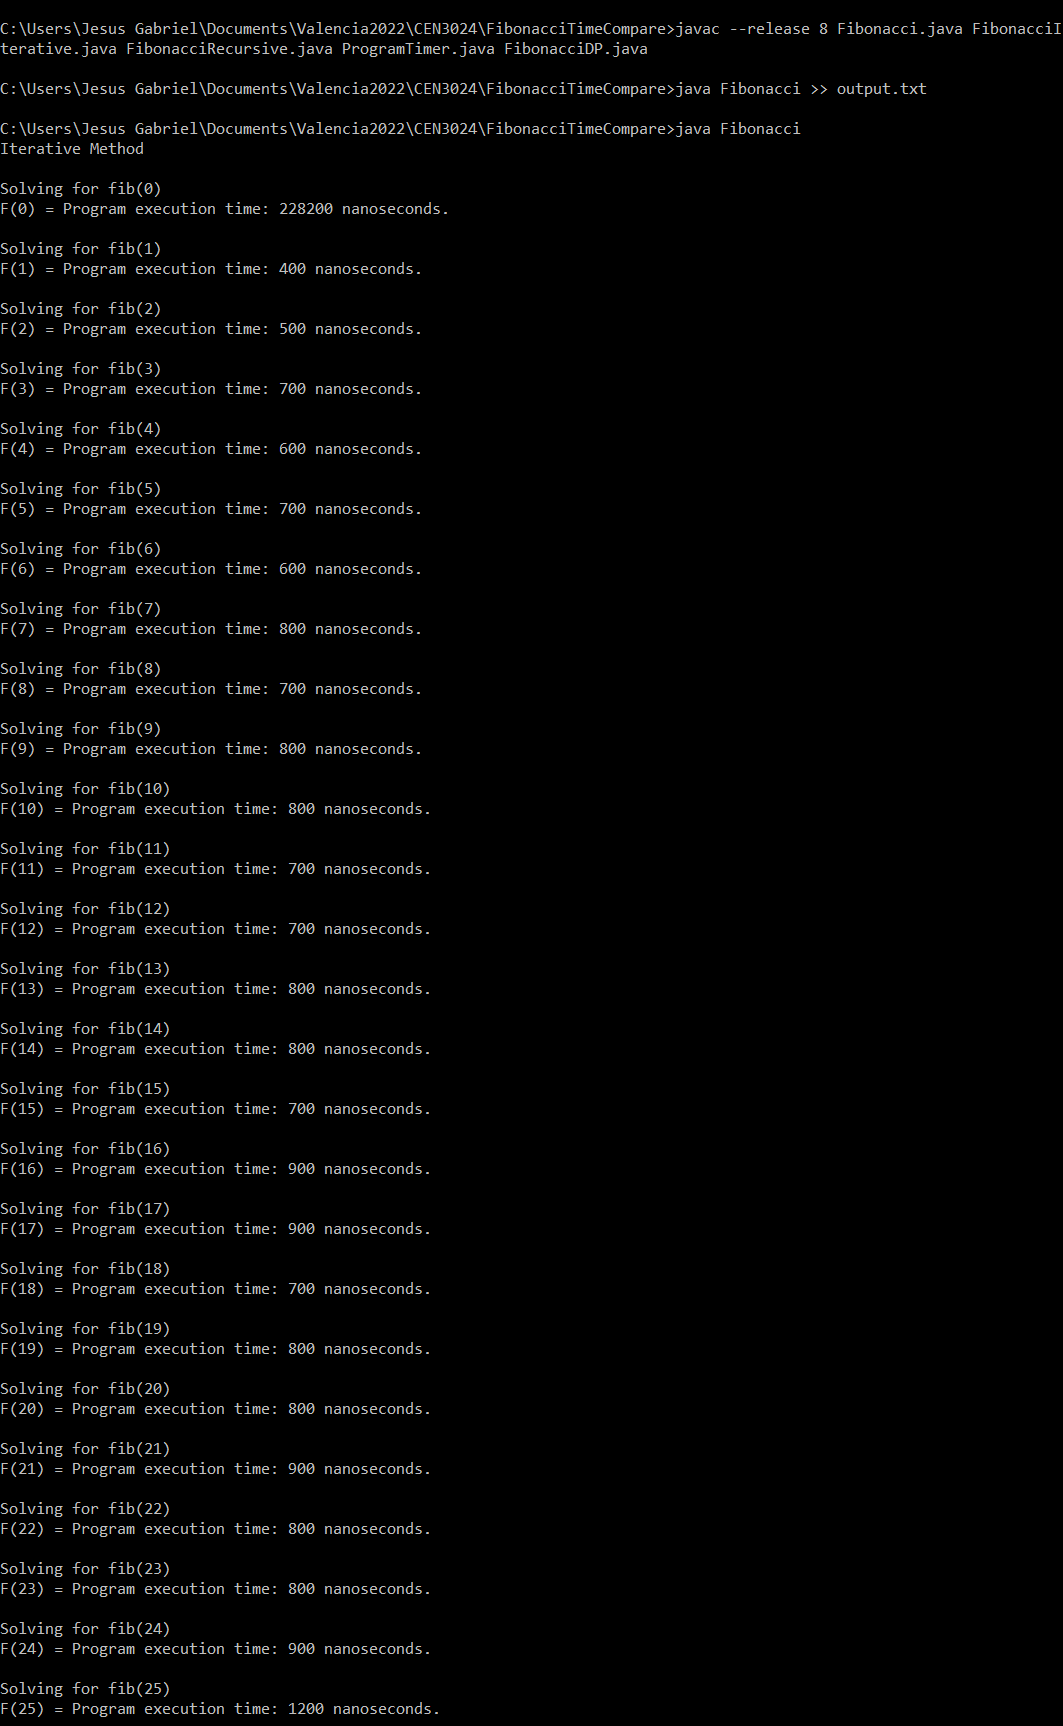 C:\Users\Jesus Gabriel\Documents\Valencia2022\CEN3024\FibonacciTimeCompare>javac --release 8 Fibonacci.java FibonacciI
terative.java FibonacciRecursive.java ProgramTimer.java FibonacciDP.java
C:\Users\Jesus Gabriel\Documents\Valencia2022\CEN3024\FibonacciTimeCompare>java Fibonacci >> output.txt
C:\Users\Jesus Gabriel\Documents\Valencia2022\CEN3024\FibonacciTimeCompare>java Fibonacci
Iterative Method
Solving for fib(0)
F(0) = Program execution time: 228200 nanoseconds.
Solving for fib(1)
F(1) = Program execution time: 400 nanoseconds.
Solving for fib(2)
F(2) = Program execution time: 500 nanoseconds.
Solving for fib(3)
F(3) = Program execution time: 700 nanoseconds.
Solving for fib(4)
F(4) = Program execution time: 600 nanoseconds.
Solving for fib(5)
F(5) = Program execution time: 700 nanoseconds.
Solving for fib(6)
F(6) = Program execution time: 600 nanoseconds.
Solving for fib(7)
F(7) = Program execution time: 800 nanoseconds.
Solving for fib(8)
F(8) = Program execution time: 700 nanoseconds.
Solving for fib(9)
F(9) = Program execution time: 800 nanoseconds.
Solving for fib(10)
F(10) = Program execution time: 800 nanoseconds.
Solving for fib(11)
F(11) = Program execution time: 700 nanoseconds.
Solving for fib(12)
F(12) = Program execution time: 700 nanoseconds.
Solving for fib(13)
F(13) = Program execution time: 800 nanoseconds.
Solving for fib(14)
F(14) = Program execution time: 800 nanoseconds.
Solving for fib(15)
F(15) = Program execution time: 700 nanoseconds.
Solving for fib(16)
F(16) = Program execution time: 900 nanoseconds.
Solving for fib(17)
F(17) = Program execution time: 900 nanoseconds.
Solving for fib(18)
F(18) = Program execution time: 700 nanoseconds.
Solving for fib(19)
F(19) = Program execution time: 800 nanoseconds.
Solving for fib(20)
F(20) = Program execution time: 800 nanoseconds.
Solving for fib(21)
F(21) = Program execution time: 900 nanoseconds.
Solving for fib(22)
F(22) = Program execution time: 800 nanoseconds.
Solving for fib(23)
F(23) = Program execution time: 800 nanoseconds.
Solving for fib(24)
F(24) = Program execution time: 900 nanoseconds.
Solving for fib(25)
F(25) = Program execution time: 1200 nanoseconds.